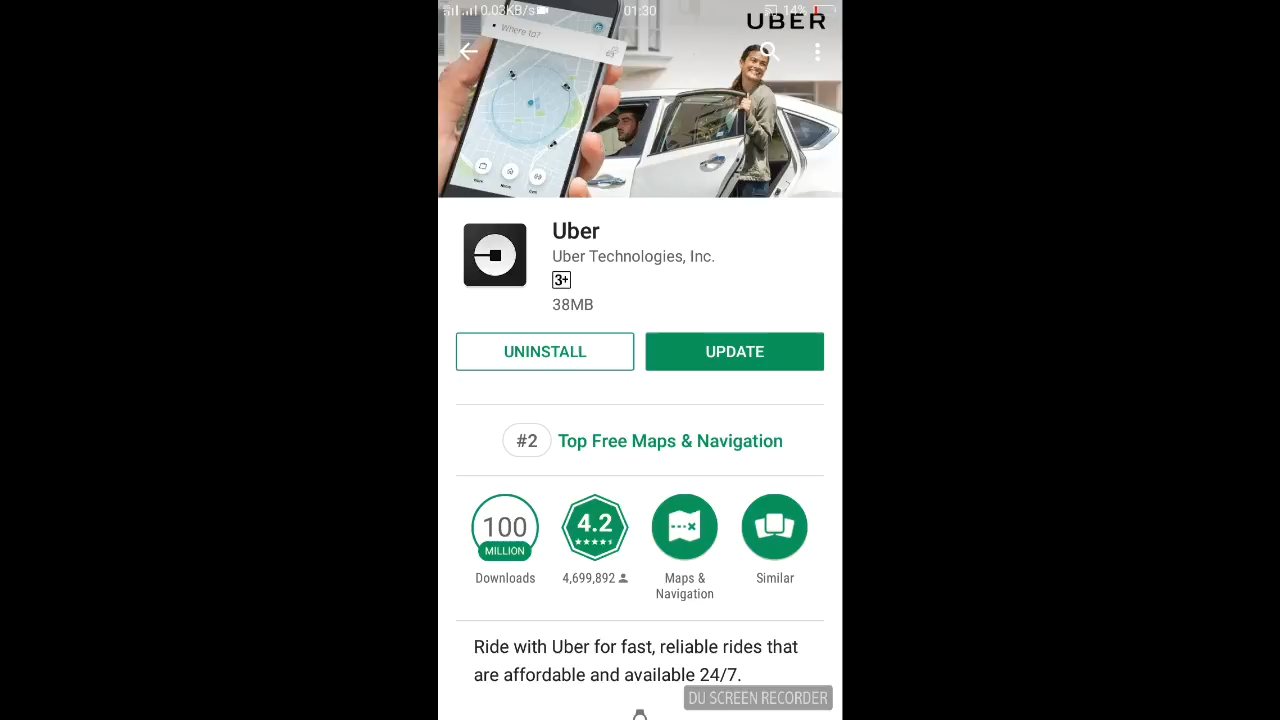 0.03KB/s 01:30 14%
UBER
Where to?
Uber
Uber Technologies, Inc.
3+
38MB
UNINSTALL UPDATE
#2 Top Free Maps & Navigation
100 MILLION
4.2
Downloads 4,699,892 Maps & Navigation Similar
Ride with Uber for fast, reliable rides that
are affordable and available 24/7.
DU SCREEN RECORDER